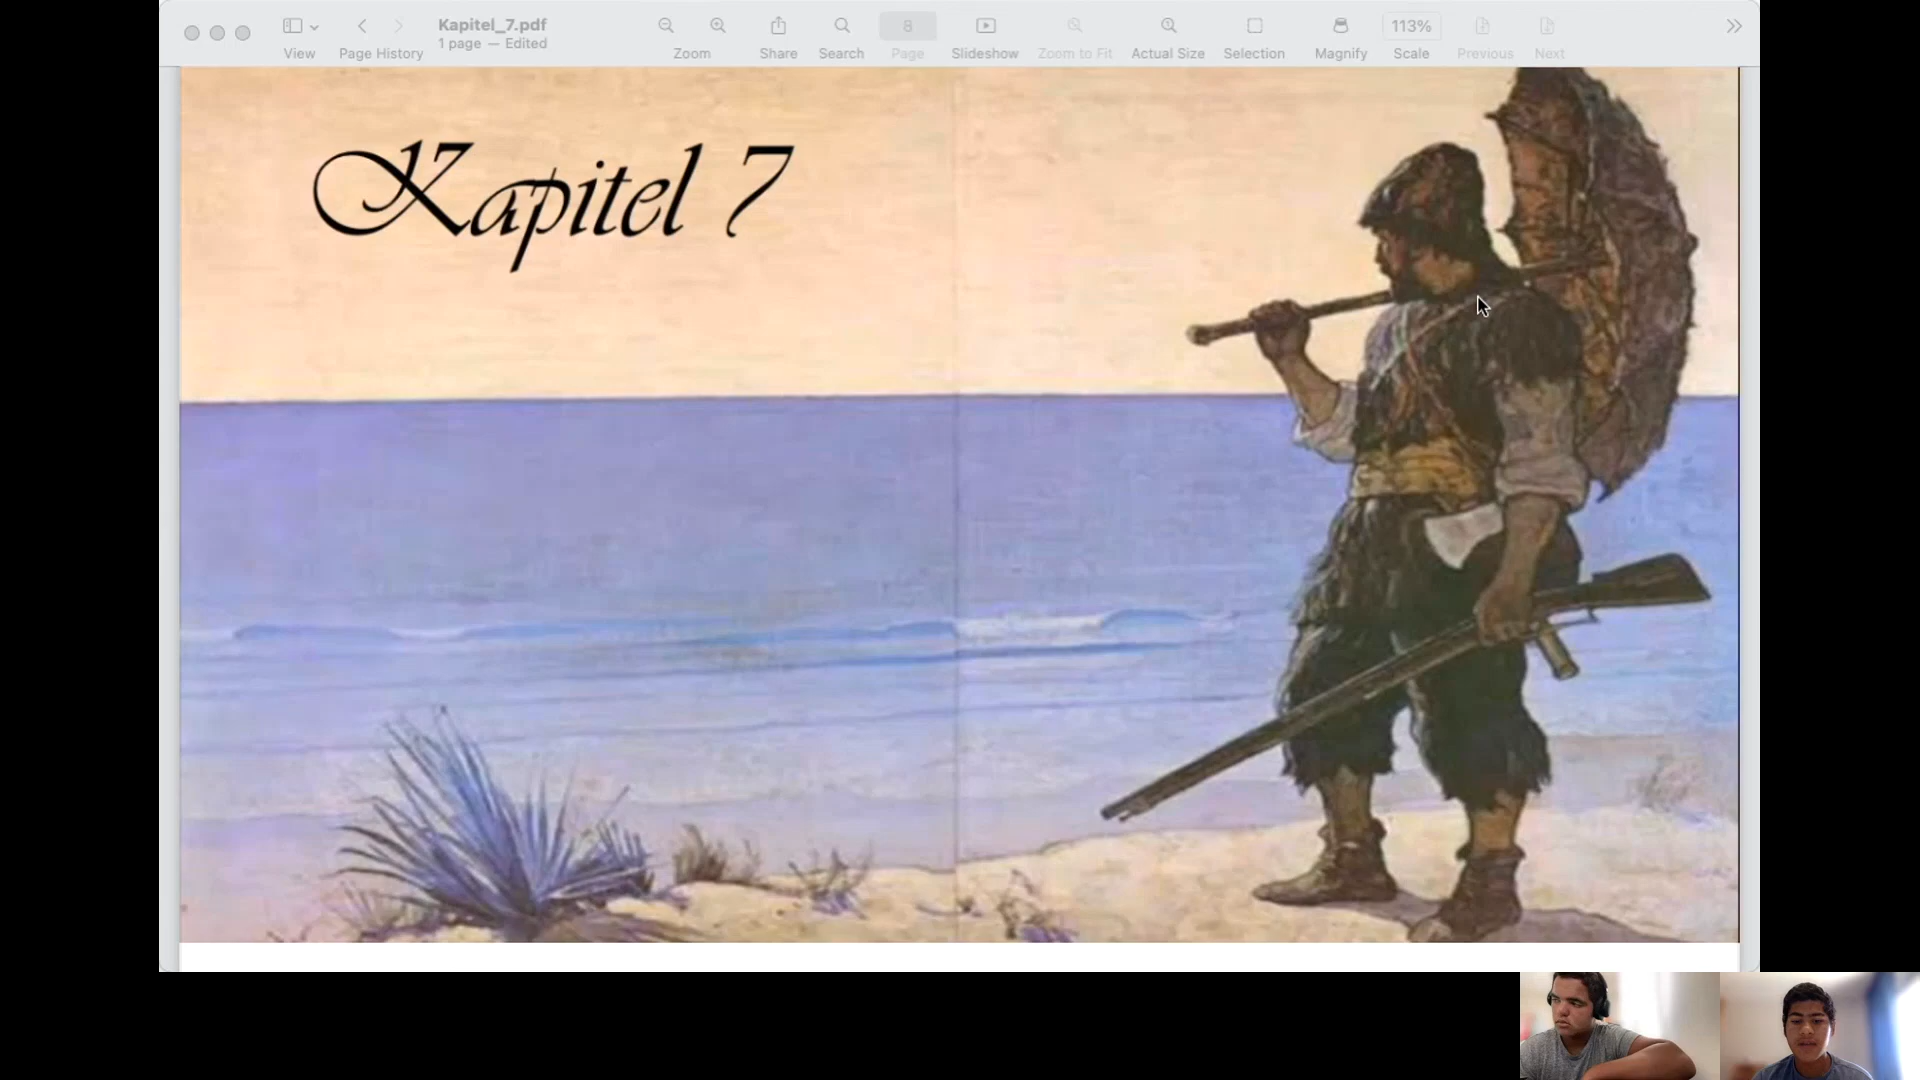 Kapitel_7.pdf
1 page — Edited
View
Page History
Zoom
Share
Search
8
Page
Slideshow
Zoom to Fit
Actual Size
Selection
Magnify
113%
Scale
Previous
Next
Kapitel 7